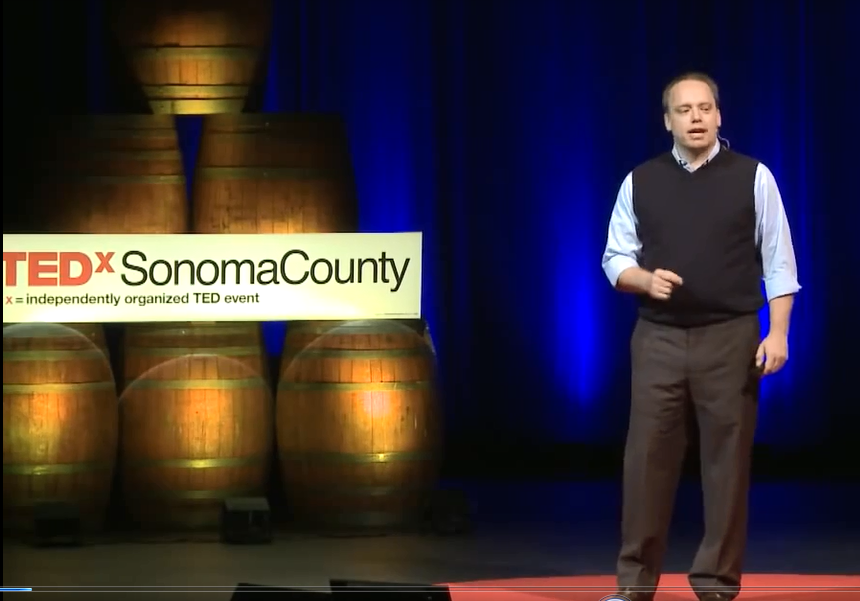 TEDx SonomaCounty
x = independently organized TED event